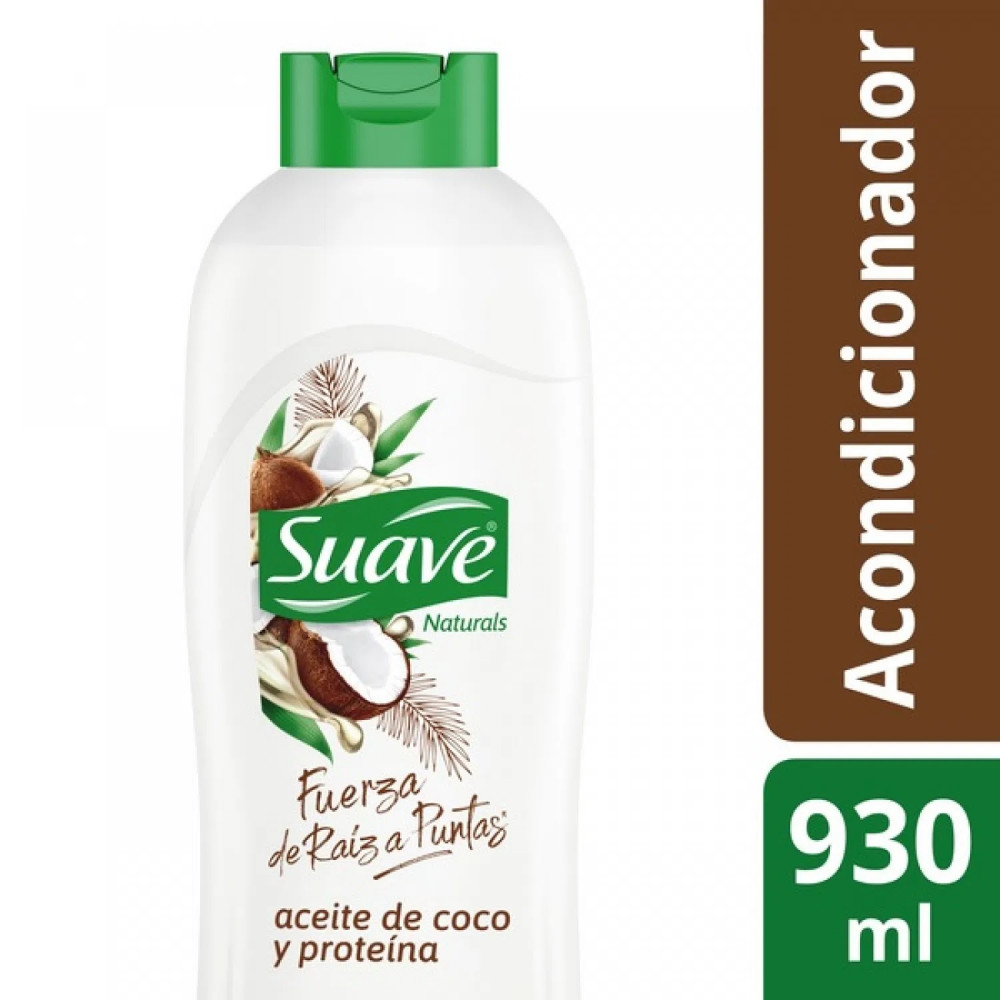 Suave®
Naturals
Fuerza
de Raíz a Puntas*
aceite de coco
y proteína
Acondicionador
930
ml